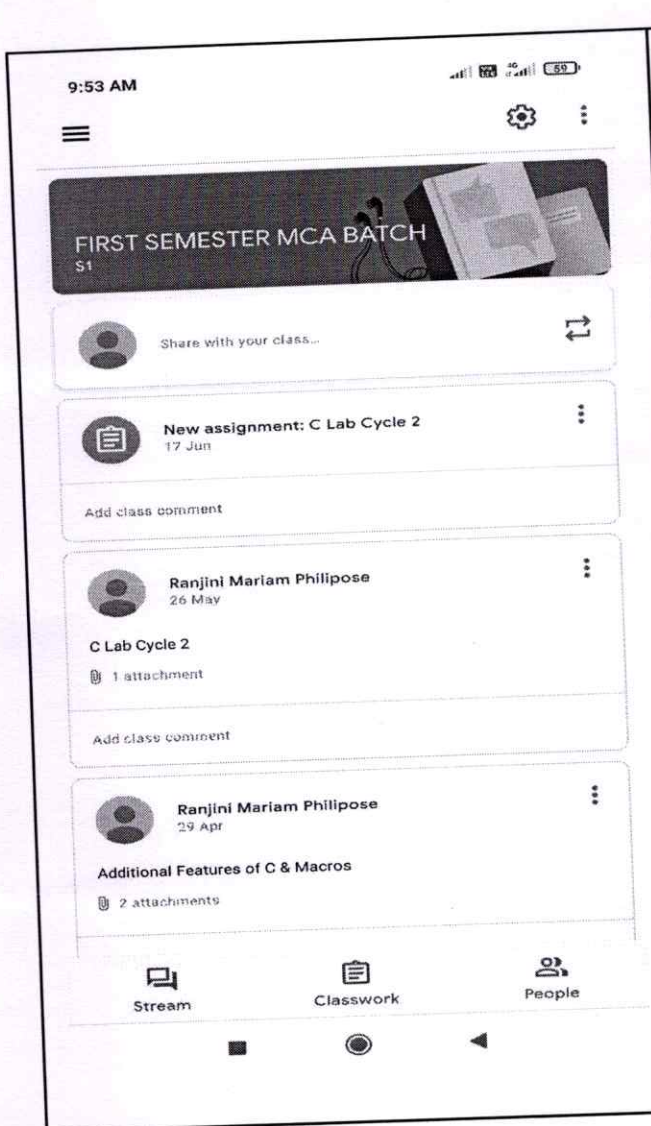 9:53 AM
4G
59
FIRST SEMESTER MCA BATCH
S1
Share with your class...
New assignment: C Lab Cycle 2
17 Jun
Add class comment
Ranjini Mariam Philipose
26 May
C Lab Cycle 2
1 attachment
Add class comment
Ranjini Mariam Philipose
29 Apr
Additional Features of C & Macros
2 attachments
Stream
Classwork
People